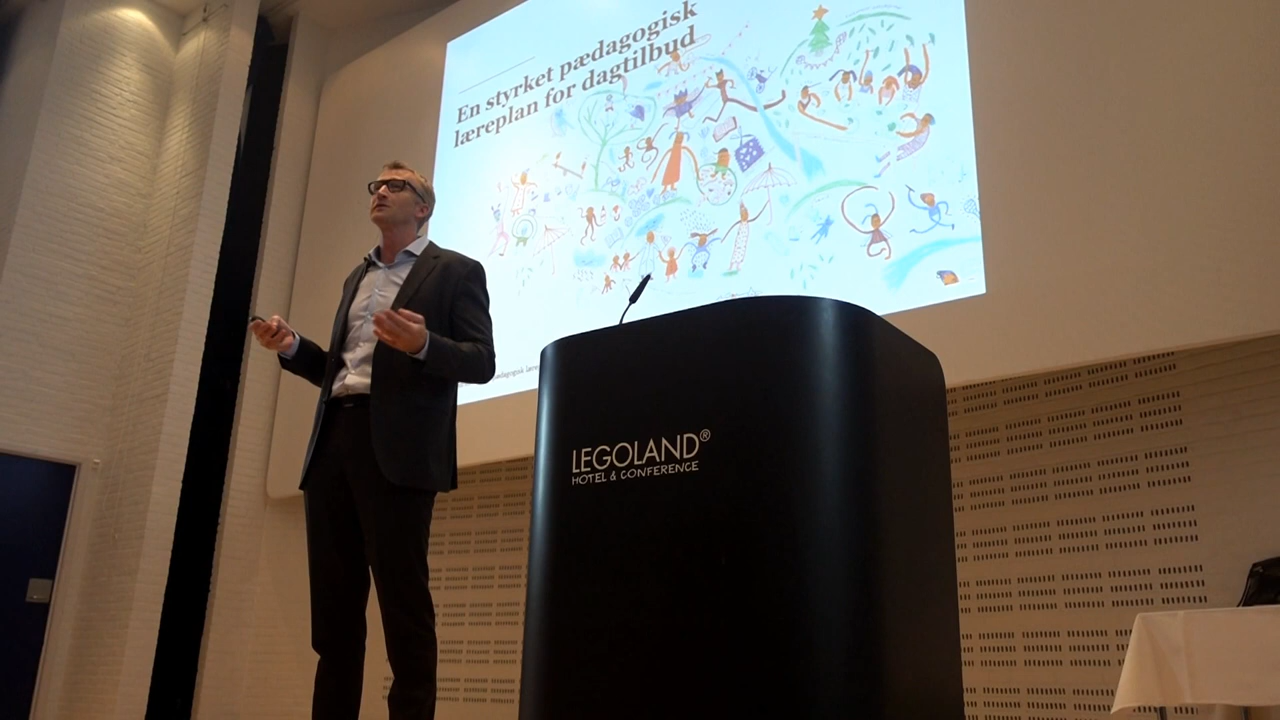 En styrket pædagogisk
læreplan for dagtilbud
LEGOLAND®
HOTEL & CONFERENCE